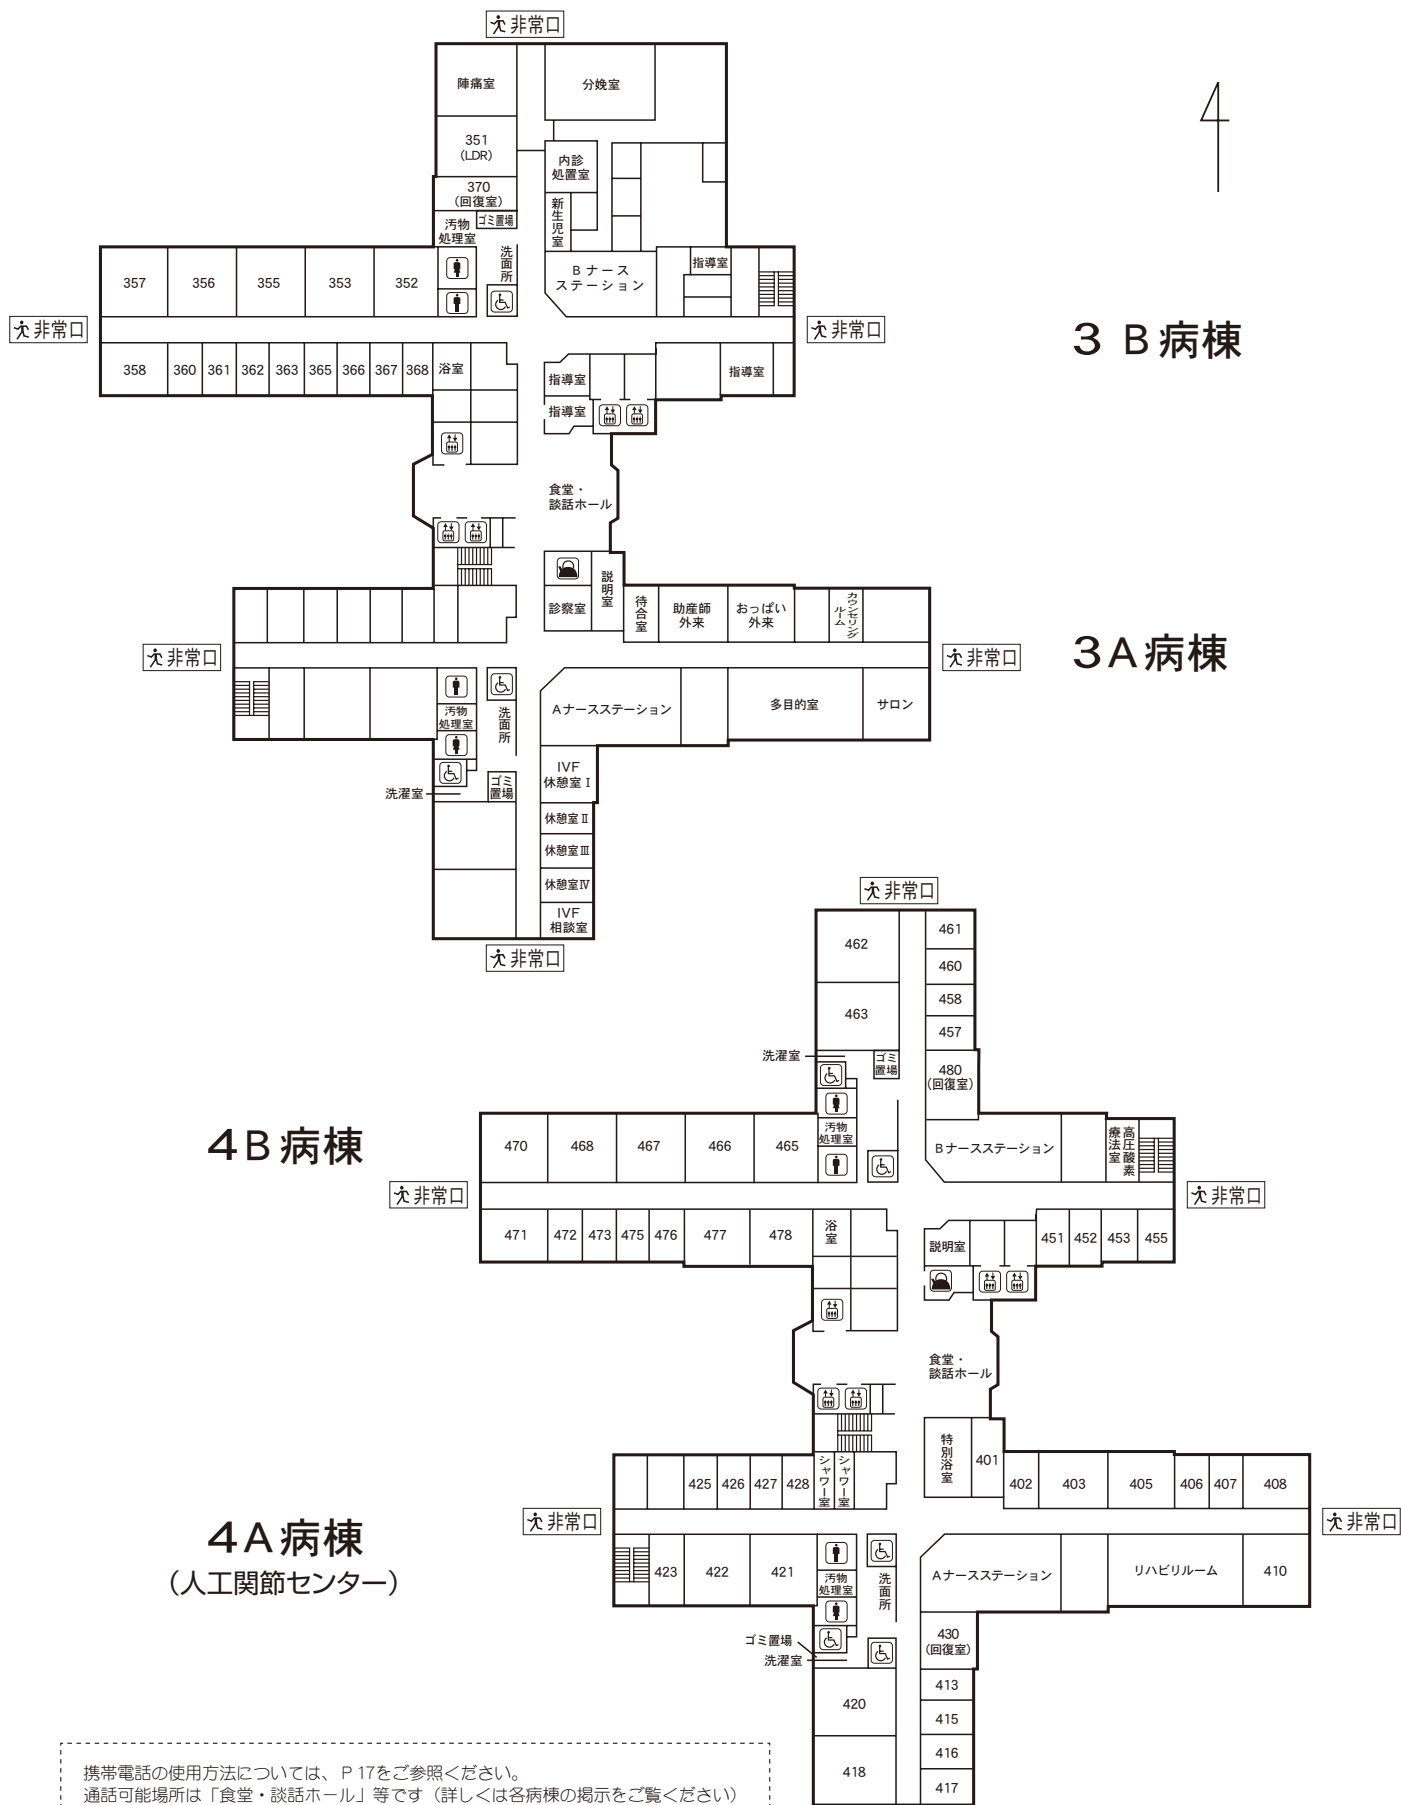 非常口
陣痛室
分娩室
351
(LDR)
内診
処置室
370
(回復室)
ゴミ置場
汚物
処理室
新生児室
洗面所
Bナース
ステーション
指導室
357
356
355
353
352
非常口
非常口
3 B 病棟
358
360
361
362
363
365
366
367
368
浴室
指導室
指導室
指導室
食堂・
談話ホール
説明室
診察室
待合室
助産師
外来
おっぱい
外来
カウンセリング
ルーム
非常口
非常口
3A病棟
汚物
処理室
洗面所
Aナースステーション
多目的室
サロン
洗濯室
ゴミ
置場
IVF
休憩室Ⅰ
休憩室Ⅱ
休憩室Ⅲ
休憩室Ⅳ
IVF
相談室
非常口
非常口
462
461
460
463
458
457
洗濯室
ゴミ
置場
480
(回復室)
4B病棟
470
468
467
466
465
汚物
処理室
Bナースステーション
高圧酸素
療法室
非常口
非常口
471
472
473
475
476
477
478
浴室
説明室
451
452
453
455
食堂・
談話ホール
425
426
427
428
シャワー室
シャワー室
特別浴室
401
402
403
405
406
407
408
非常口
非常口
4A病棟
(人工関節センター)
423
422
421
汚物
処理室
洗面所
Aナースステーション
リハビリルーム
410
ゴミ置場
洗濯室
430
(回復室)
413
420
415
416
418
417
携帯電話の使用方法については、P 17をご参照ください。
通話可能場所は「食堂・談話ホール」等です(詳しくは各病棟の掲示をご覧ください)